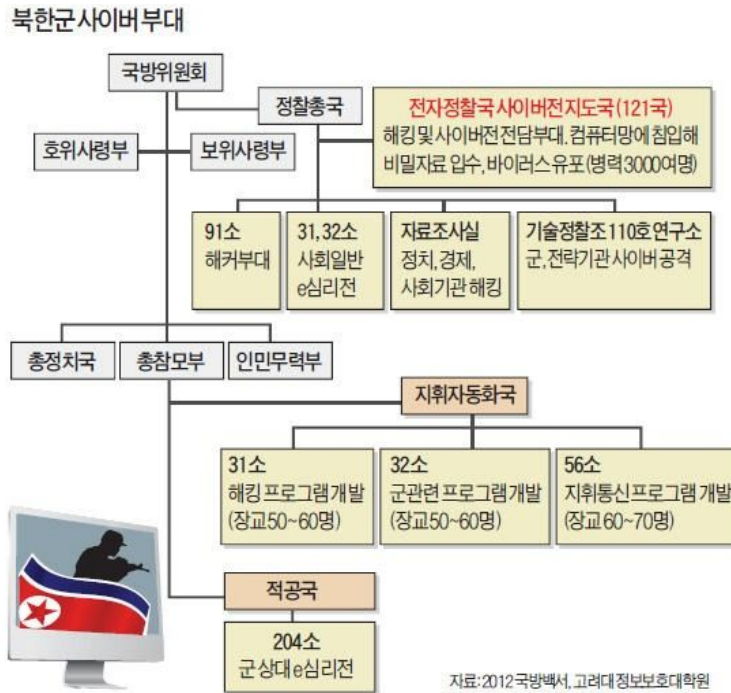 북한군 사이버 부대
국방위원회
정찰총국
전자정찰국 사이버전지도국 (121국)
해킹 및 사이버전 전담부대. 컴퓨터망에 침입해
비밀자료 입수, 바이러스 유포 (병력 3000여명)
호위사령부
보위사령부
91소
해커부대
31, 32소
사회일반
e심리전
자료조사실
정치, 경제,
사회기관 해킹
기술정찰조 110호 연구소
군, 전략기관 사이버 공격
총정치국
총참모부
인민무력부
지휘자동화국
31소
해킹 프로그램 개발
(장교 50~60명)
32소
군관련 프로그램 개발
(장교 50~60명)
56소
지휘통신 프로그램 개발
(장교 60~70명)
적공국
204소
군 상대 e심리전
자료: 2012 국방백서, 고려대 정보보호대학원